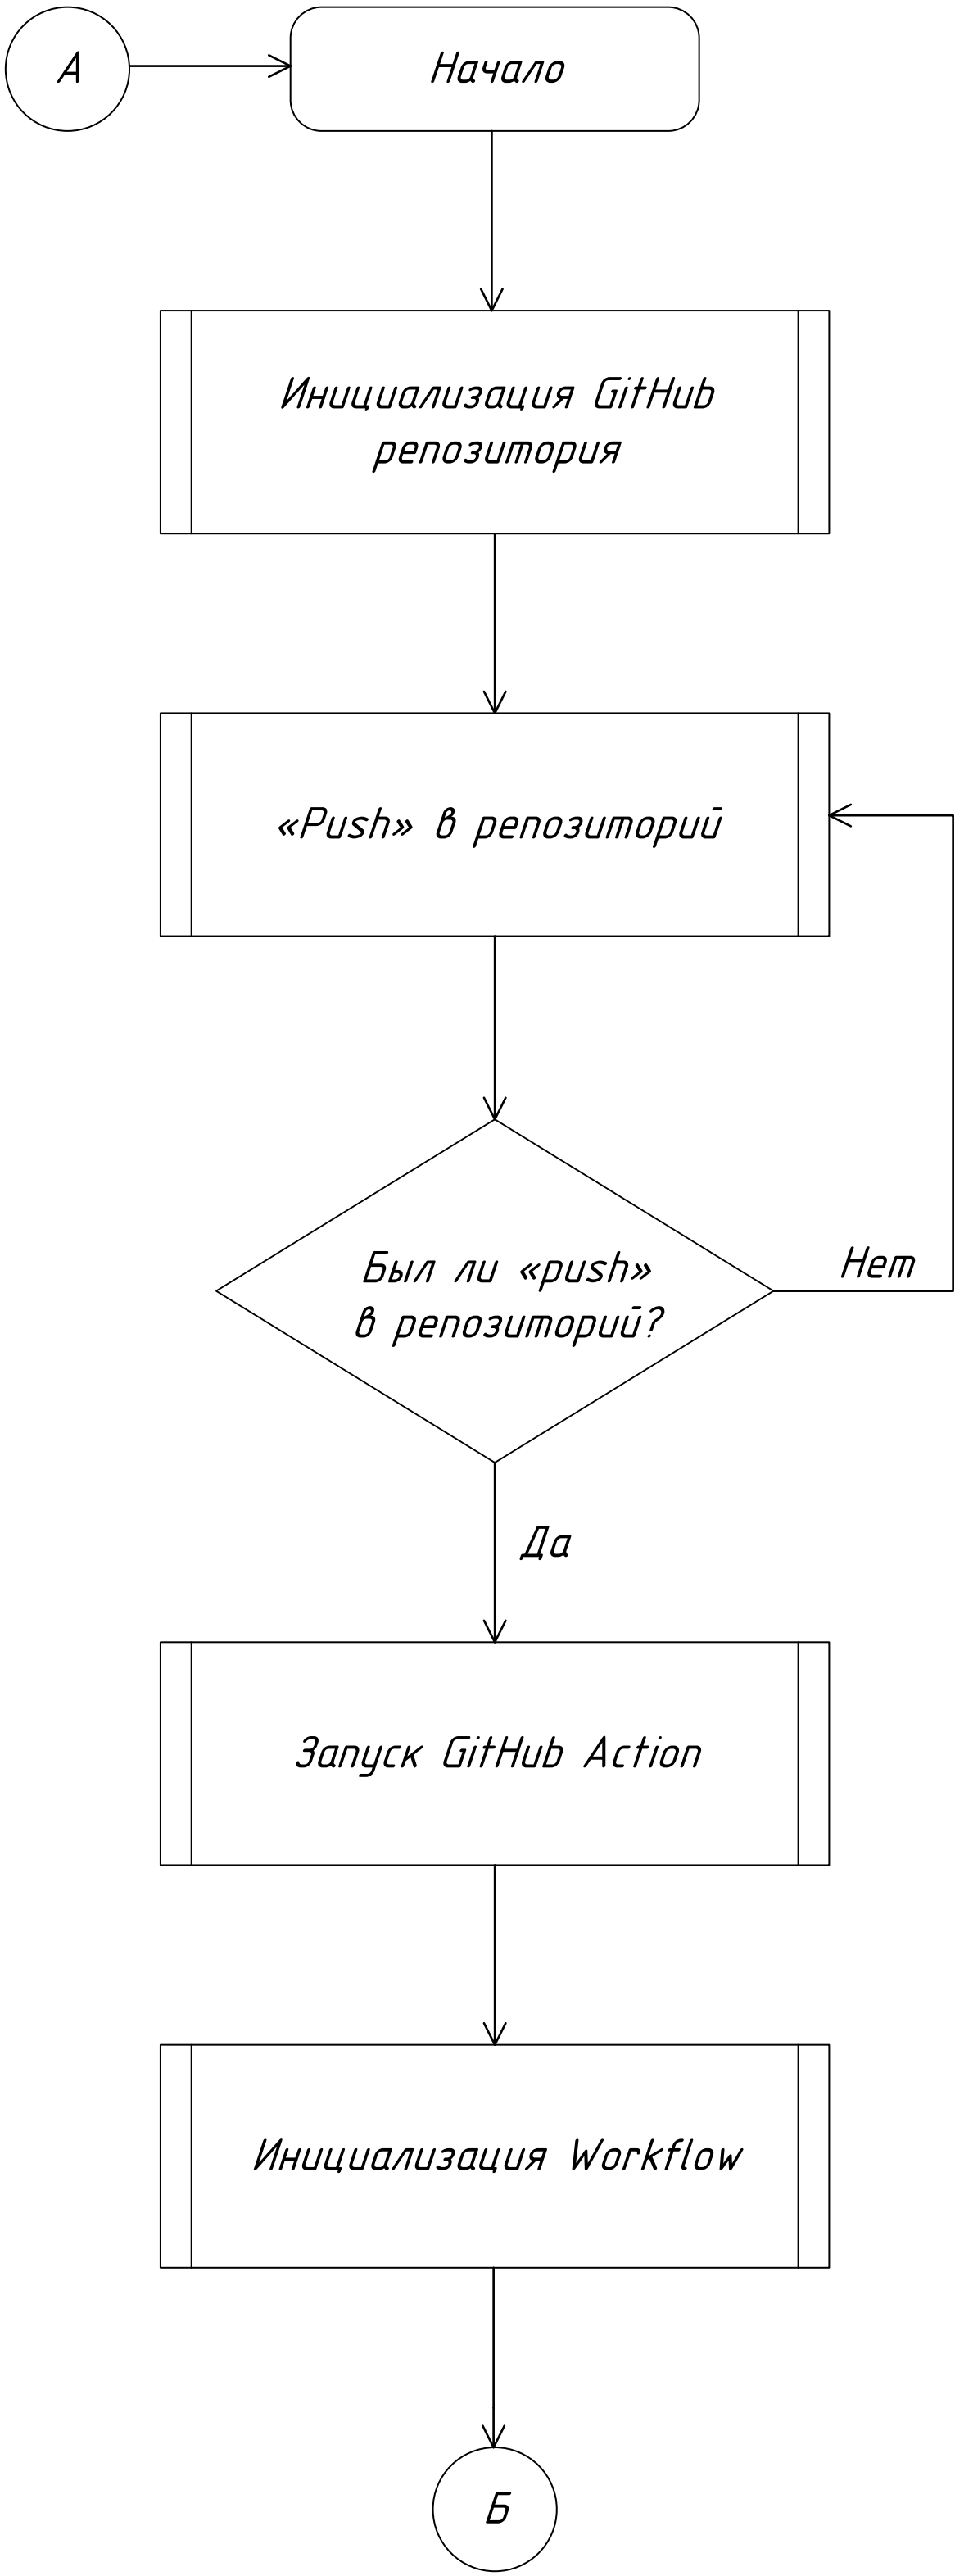 А
Начало
Инициализация GitHub
репозитория
«Push» в репозиторий
Был ли «push»
в репозиторий?
Нет
Да
Запуск GitHub Action
Инициализация Workflow
Б